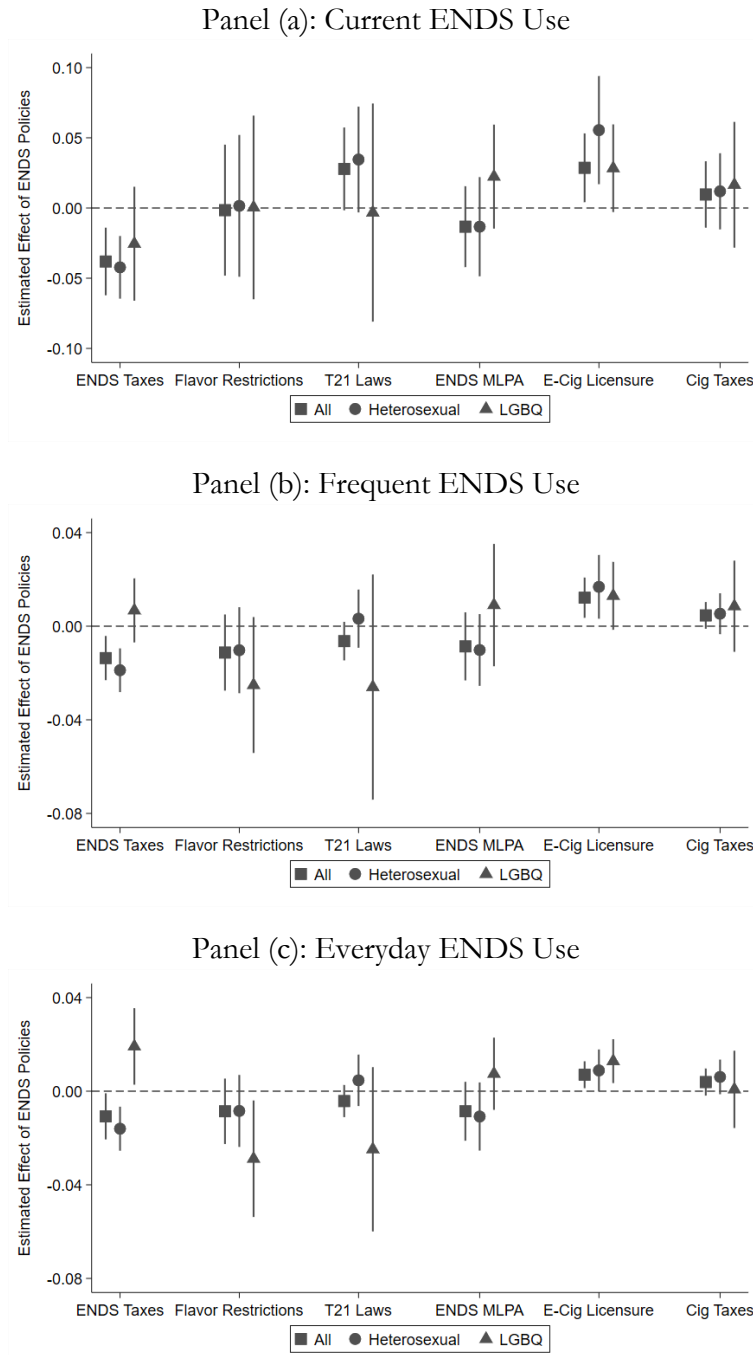 Panel (a): Current ENDS Use
Estimated Effect of ENDS Policies
0.10
0.05
0.00
-0.05
-0.10
ENDS Taxes Flavor Restrictions T21 Laws ENDS MLPA E-Cig Licensure Cig Taxes
All Heterosexual LGBQ
Panel (b): Frequent ENDS Use
Estimated Effect of ENDS Policies
0.04
0.00
-0.04
-0.08
ENDS Taxes Flavor Restrictions T21 Laws ENDS MLPA E-Cig Licensure Cig Taxes
All Heterosexual LGBQ
Panel (c): Everyday ENDS Use
Estimated Effect of ENDS Policies
0.04
0.00
-0.04
-0.08
ENDS Taxes Flavor Restrictions T21 Laws ENDS MLPA E-Cig Licensure Cig Taxes
All Heterosexual LGBQ